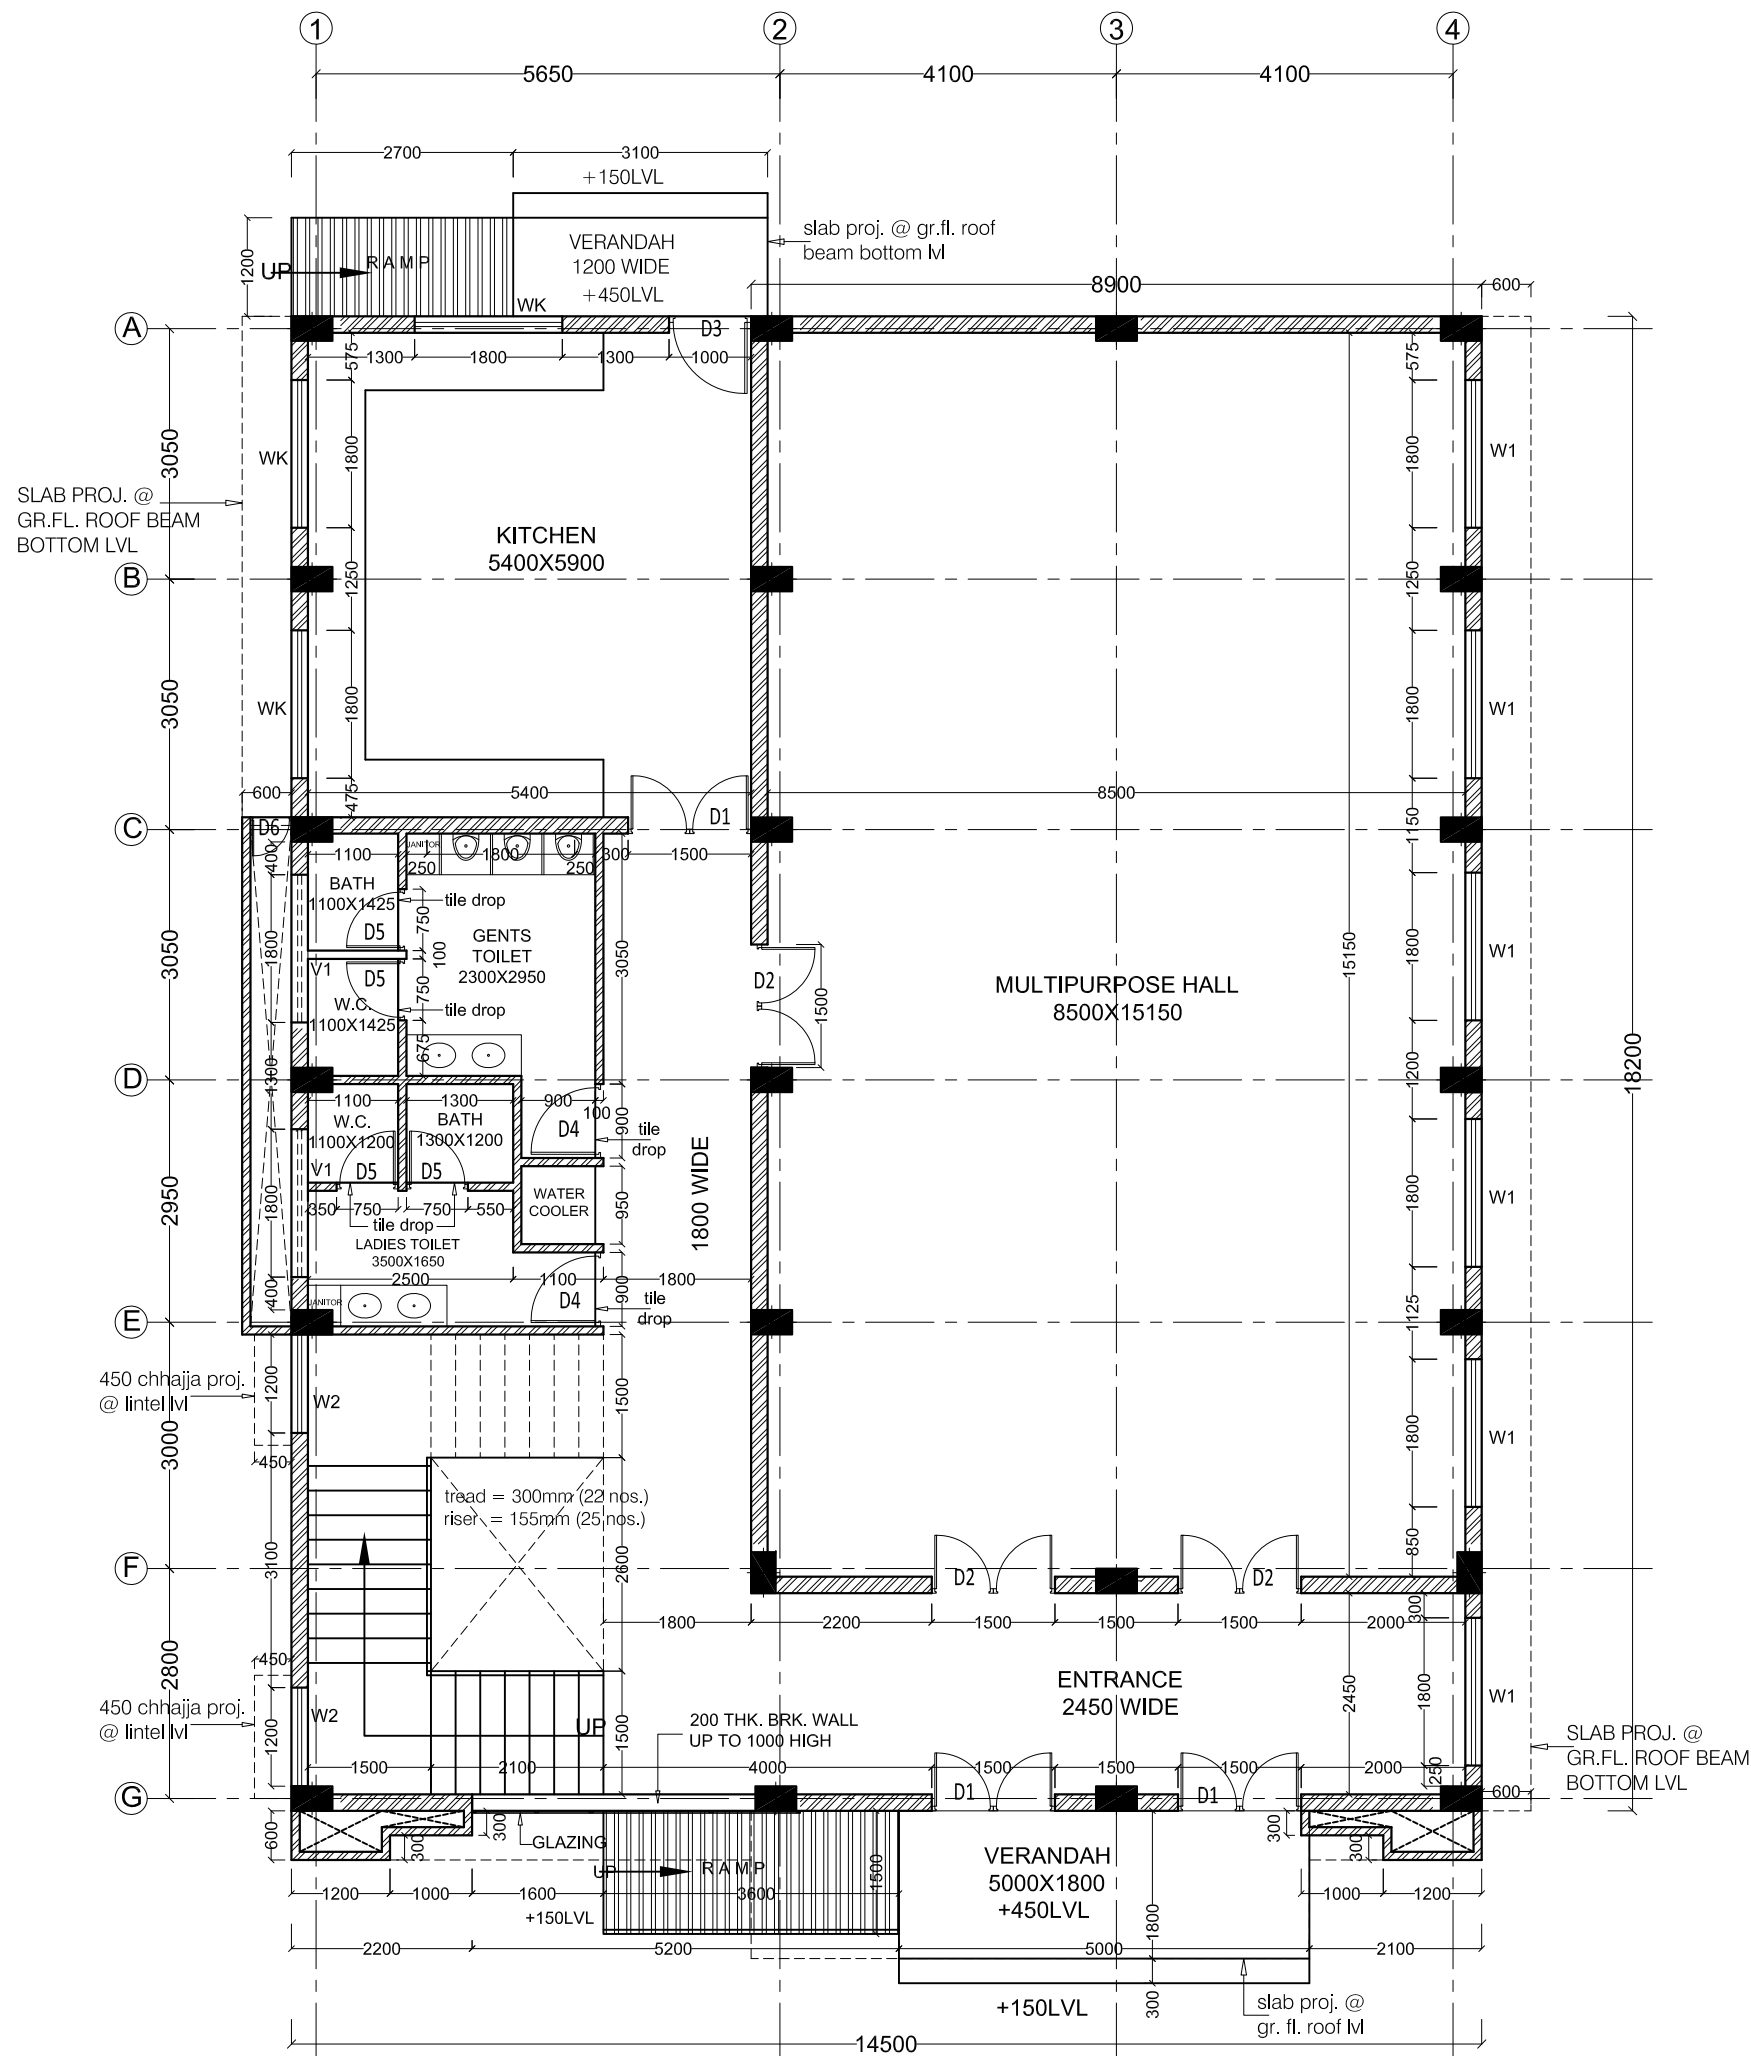 1
2
3
4
5650
4100
4100
2700
3100
+150LVL
slab proj. @ gr.fl. roof
beam bottom lvl
VERANDAH
1200 WIDE
+450LVL
1200
UP
RAMP
WK
8900
600
A
D3
575
1300
1800
1300
1000
575
3050
WK
1800
1800
W1
SLAB PROJ. @
GR.FL. ROOF BEAM
BOTTOM LVL
KITCHEN
5400X5900
B
1250
1250
3050
WK
1800
1800
W1
600
475
5400
8500
C
D6
D1
1150
400
1100
JANITOR
1800
250
250
300
1500
BATH
1100X1425
tile drop
D5
750
GENTS
TOILET
2300X2950
100
3050
3050
1800
V1
D5
750
W.C.
1100X1425
tile drop
675
D2
1500
MULTIPURPOSE HALL
8500X15150
15150
1800
W1
18200
D
1300
1200
1100
1300
900
100
W.C.
1100X1200
BATH
1300X1200
D4
900
tile
drop
V1
D5
D5
2950
1800
350
750
750
550
tile drop
WATER
COOLER
950
1800 WIDE
1800
W1
LADIES TOILET
3500X1650
2500
1100
1800
400
JANITOR
D4
900
tile
drop
1125
E
450 chhajja proj.
@ lintel lvl
1200
W2
1500
3000
450
1800
W1
tread = 300mm (22 nos.)
riser = 155mm (25 nos.)
850
F
3100
2600
D2
D2
1800
2200
1500
1500
1500
2000
300
2800
450
450 chhajja proj.
@ lintel lvl
W2
1200
UP
1500
200 THK. BRK. WALL
UP TO 1000 HIGH
ENTRANCE
2450 WIDE
2450
1800
W1
SLAB PROJ. @
GR.FL. ROOF BEAM
BOTTOM LVL
1500
2100
4000
1500
1500
1500
2000
250
600
G
D1
D1
600
300
300
GLAZING
UP
RAMP
1500
VERANDAH
5000X1800
+450LVL
300
300
1200
1000
1600
3600
1000
1200
+150LVL
1800
2200
5200
5000
2100
300
+150LVL
slab proj. @
gr. fl. roof lvl
14500